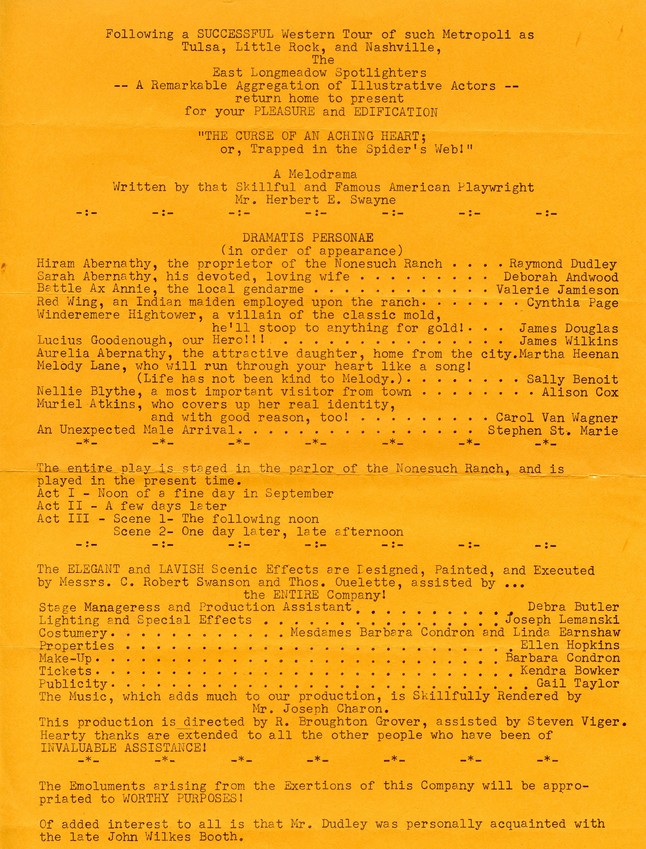 Following a SUCCESSFUL Western Tour of such Metropoli as
Tulsa, Little Rock, and Nashville,
The
East Longmeadow Spotlighters
-- A Remarkable Aggregation of Illustrative Actors --
return home to present
for your PLEASURE and EDIFICATION
"THE CURSE OF AN ACHING HEART;
or, Trapped in the Spider's Web!"
A Melodrama
Written by that Skillful and Famous American Playwright
Mr. Herbert E. Swayne
-:- -:- -:- -:- -:- -:- -:-
DRAMATIS PERSONAE
(in order of appearance)
Hiram Abernathy, the proprietor of the Nonesuch Ranch . . . . Raymond Dudley
Sarah Abernathy, his devoted, loving wife . . . . . . . . . Deborah Andwood
Battle Ax Annie, the local gendarme . . . . . . . . . . . Valerie Jamieson
Red Wing, an Indian maiden employed upon the ranch. . . . . . . Cynthia Page
Winderemere Hightower, a villain of the classic mold,
he'll stoop to anything for gold!. . . James Douglas
Lucius Goodenough, our Hero!!! . . . . . . . . . . . . . . James Wilkins
Aurelia Abernathy, the attractive daughter, home from the city.Martha Heenan
Melody Lane, who will run through your heart like a song!
(Life has not been kind to Melody.). . . . . . . . Sally Benoit
Nellie Blythe, a most important visitor from town . . . . . . . . Alison Cox
Muriel Atkins, who covers up her real identity,
and with good reason, too! . . . . . . . . . Carol Van Wagner
An Unexpected Male Arrival. . . . . . . . . . . . . . . . Stephen St. Marie
-*- -*- -*- -*- -*- -*- -*-
The entire play is staged in the parlor of the Nonesuch Ranch, and is
played in the present time.
Act I - Noon of a fine day in September
Act II - A few days later
Act III - Scene 1- The following noon
Scene 2- One day later, late afternoon
-:- -:- -:- -:- -:- -:- -:-
The ELEGANT and LAVISH Scenic Effects are Designed, Painted, and Executed
by Messrs. C. Robert Swanson and Thos. Ouelette, assisted by ...
the ENTIRE Company!
Stage Manageress and Production Assistant. . . . . . . . . . . Debra Butler
Lighting and Special Effects . . . . . . . . . . . . . . . .Joseph Lemanski
Costumery. . . . . . . . . . . . Mesdames Barbara Condron and Linda Earnshaw
Properties . . . . . . . . . . . . . . . . . . . . . . . . . .Ellen Hopkins
Make-Up. . . . . . . . . . . . . . . . . . . . . . . . . . .Barbara Condron
Tickets. . . . . . . . . . . . . . . . . . . . . . . . . . . Kendra Bowker
Publicity. . . . . . . . . . . . . . . . . . . . . . . . . . . Gail Taylor
The Music, which adds much to our production, is Skillfully Rendered by
Mr. Joseph Charon.
This production is directed by R. Broughton Grover, assisted by Steven Viger.
Hearty thanks are extended to all the other people who have been of
INVALUABLE ASSISTANCE!
-*- -*- -*- -*- -*- -*- -*-
The Emoluments arising from the Exertions of this Company will be appro-
priated to WORTHY PURPOSES!
Of added interest to all is that Mr. Dudley was personally acquainted with
the late John Wilkes Booth.